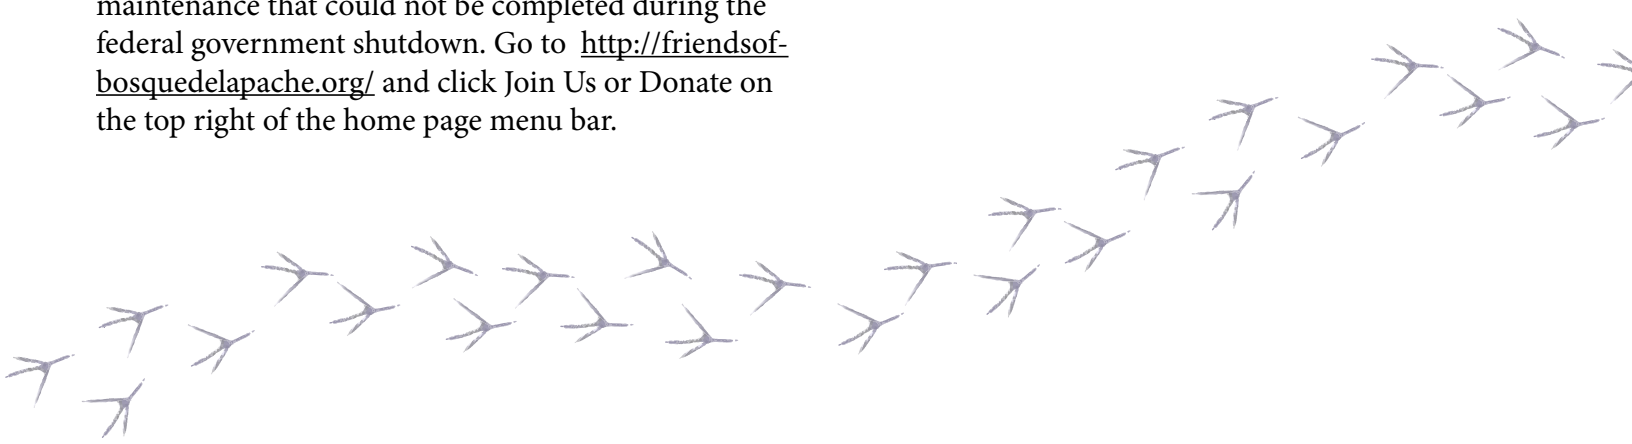 maintenance that could not be completed during the
federal government shutdown. Go to http://friendsof-
bosquedelapache.org/ and click Join Us or Donate on
the top right of the home page menu bar.